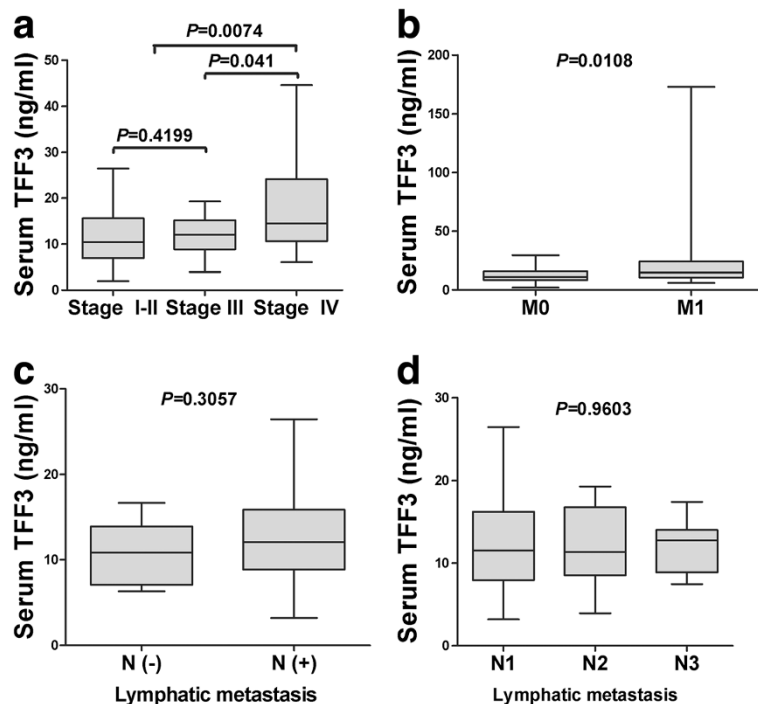 a
P=0.0074
P=0.041
P=0.4199
Serum TFF3 (ng/ml)
50
40
30
20
10
0
Stage I-II Stage III Stage IV
b
P=0.0108
Serum TFF3 (ng/ml)
200
150
100
50
0
M0 M1
c
P=0.3057
Serum TFF3 (ng/ml)
30
20
10
0
N (-) N (+)
Lymphatic metastasis
d
P=0.9603
Serum TFF3 (ng/ml)
30
20
10
0
N1 N2 N3
Lymphatic metastasis